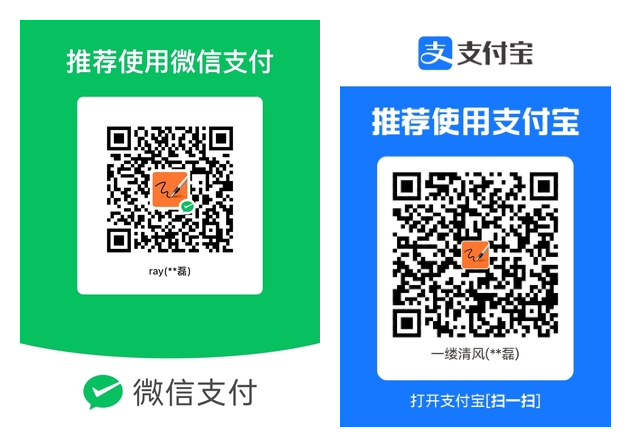 推荐使用微信支付
ray(**磊)
微信支付
支 支付宝
推荐使用支付宝
一缕清风(**磊)
打开支付宝[扫一扫]